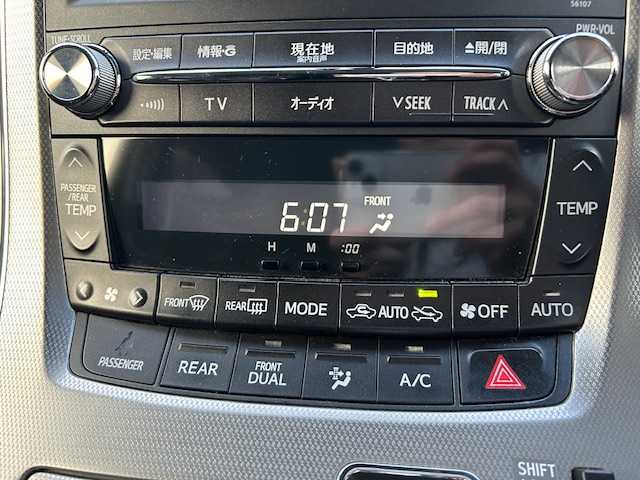 56107
TUNE·SCROLL
PWR·VOL
設定・編集
情報・G
現在地
案内音声
目的地
開/閉
TV
オーディオ
SEEK
TRACK
PASSENGER
/REAR
TEMP
6:07
FRONT
TEMP
H
M
:00
FRONT
REAR
MODE
AUTO
OFF
AUTO
PASSENGER
REAR
FRONT
DUAL
A/C
SHIFT